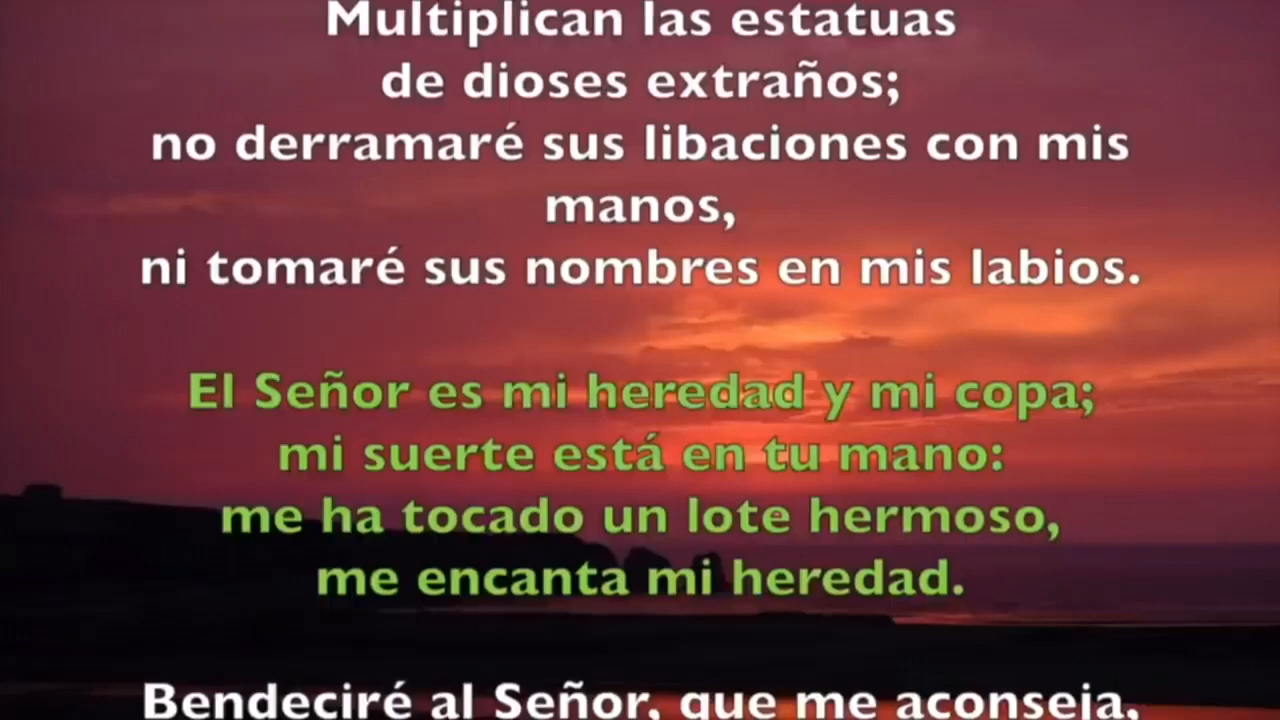 Multiplican las estatuas
de dioses extraños;
no derramaré sus libaciones con mis
manos,
ni tomaré sus nombres en mis labios.
El Señor es mi heredad y mi copa;
mi suerte está en tu mano:
me ha tocado un lote hermoso,
me encanta mi heredad.
Bendeciré al Señor, que me aconseja,